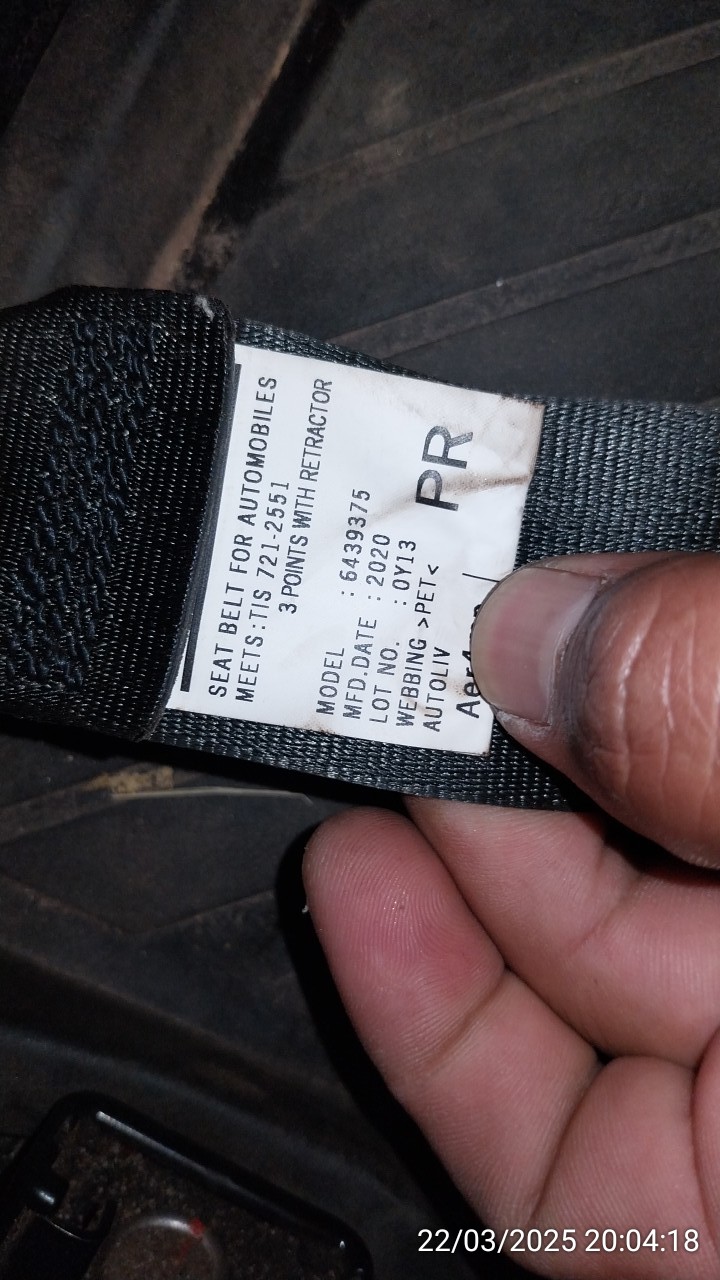 SEAT BELT FOR AUTOMOBILES
MEETS:TIS 721-2551
3 POINTS WITH RETRACTOR
MODEL : 6439375
MFD.DATE : 2020
LOT NO. : 0Y13
WEBBING >PET<
AUTOLIV
PR
22/03/2025 20:04:18